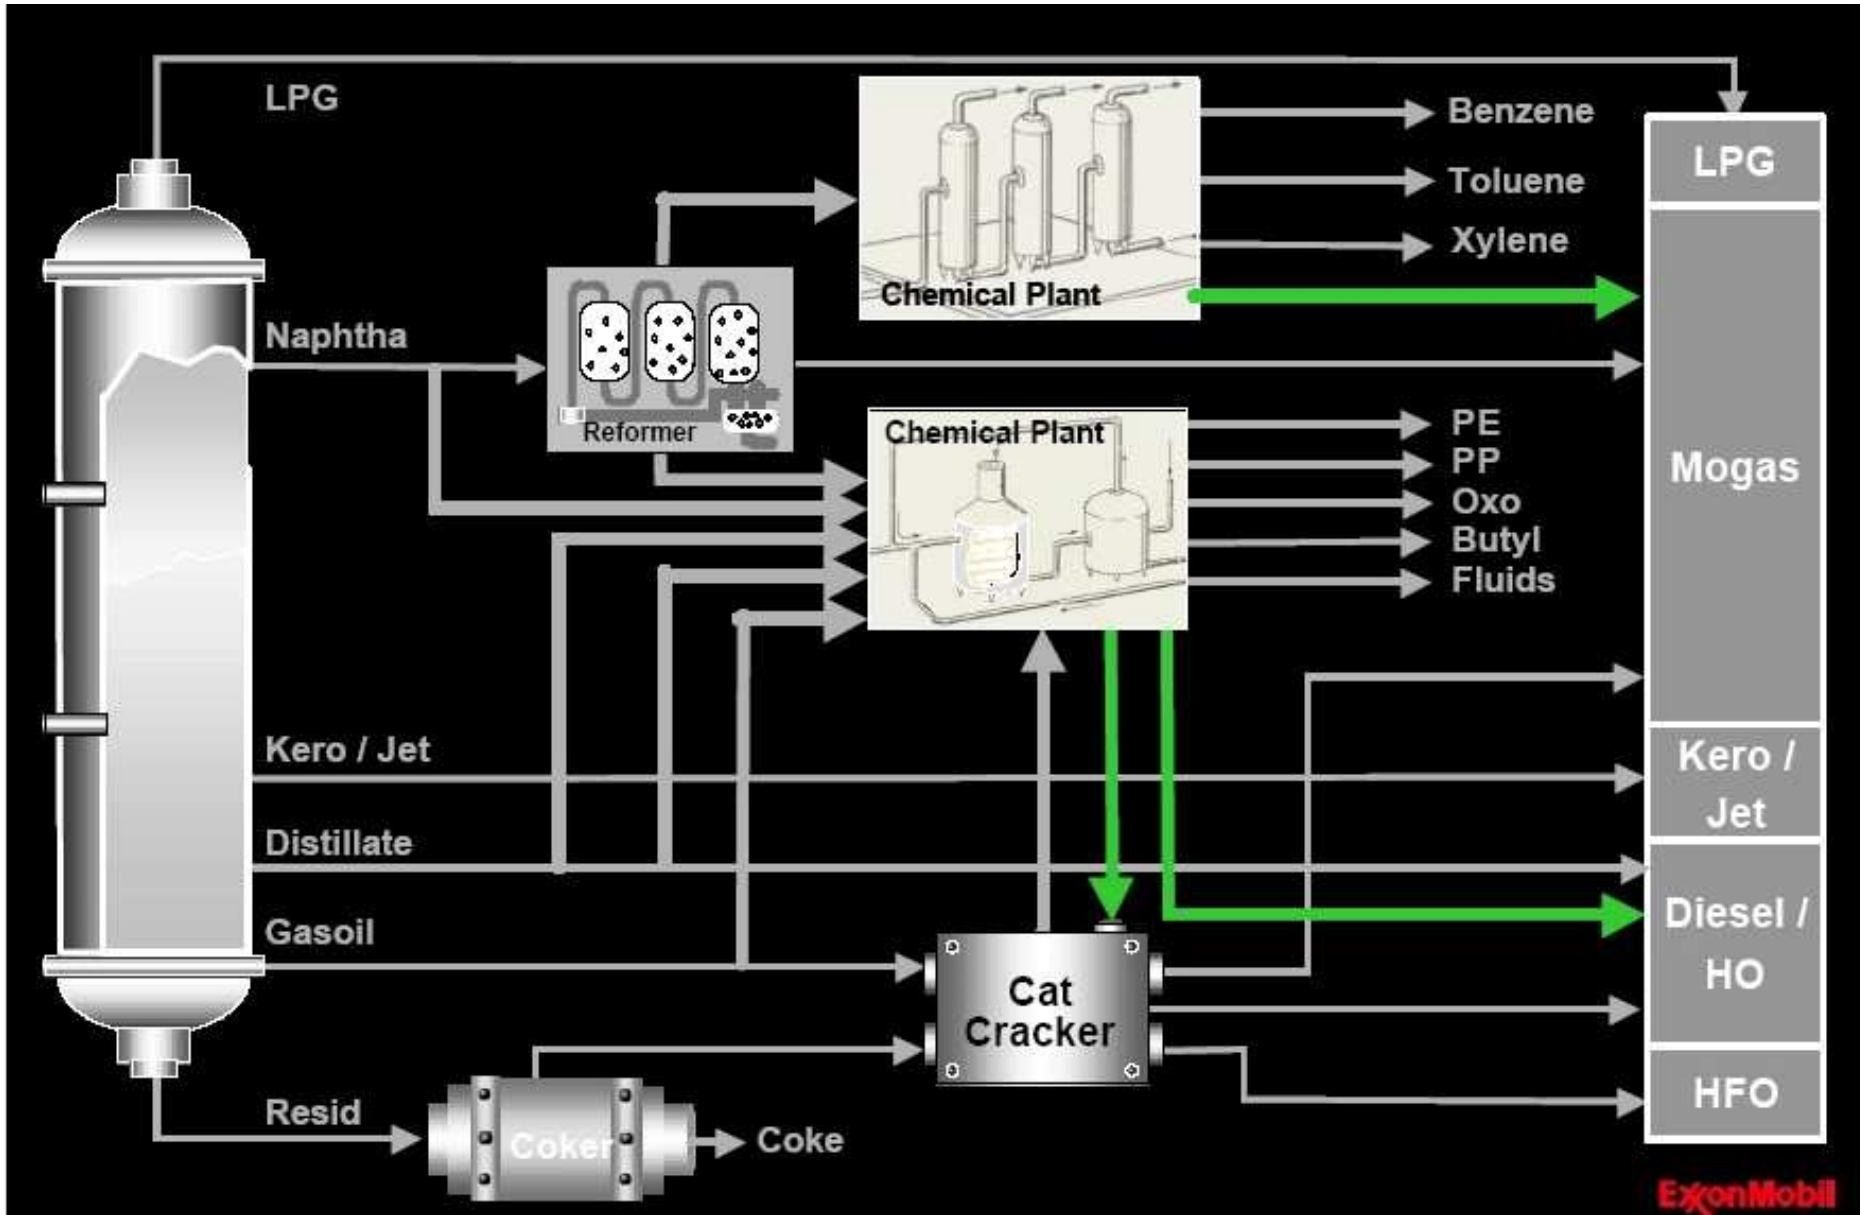 LPG
Benzene
LPG
Toluene
Xylene
Chemical Plant
Naphtha
Reformer
Chemical Plant
PE
PP
Oxo
Butyl
Fluids
Mogas
Kero / Jet
Kero /
Jet
Distillate
Gasoil
Diesel /
HO
Cat
Cracker
Resid
Coker
Coke
HFO
ExxonMobil